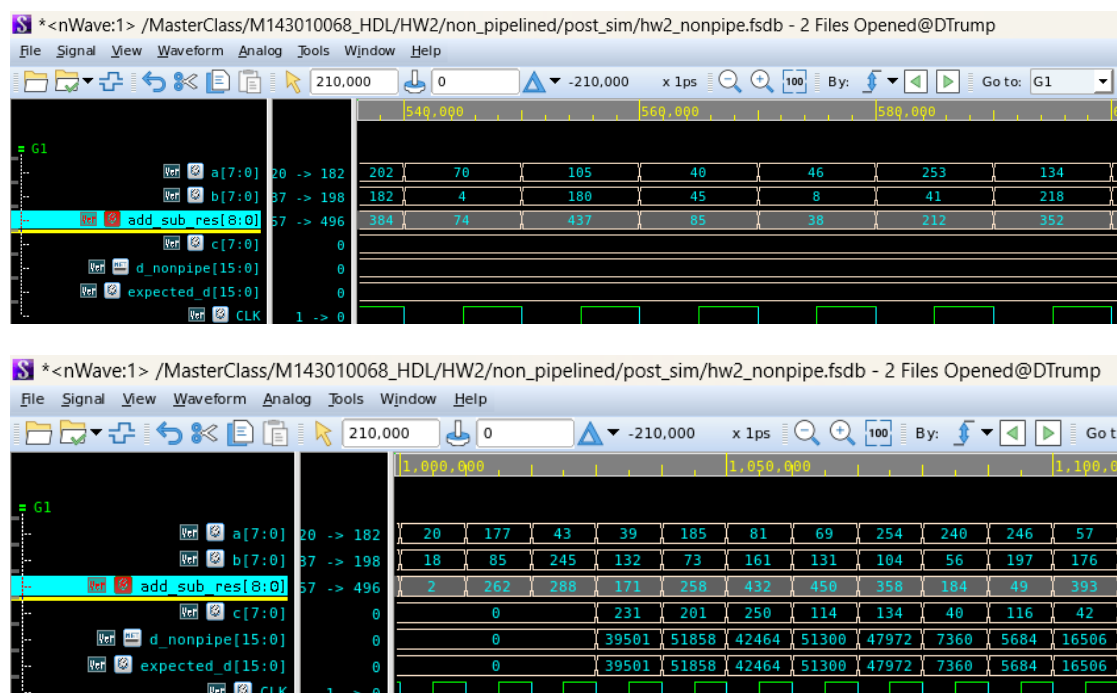 *<nWave:1> /MasterClass/M143010068_HDL/HW2/non_pipelined/post_sim/hw2_nonpipe.fsdb - 2 Files Opened@DTrump
File Signal View Waveform Analog Tools Window Help
210,000 0 -210,000 x 1ps 100 By: Go to: G1
540,000 560,000 580,000
G1
a[7:0] 20 -> 182 202 70 105 40 46 253 134
b[7:0] 37 -> 198 182 4 180 45 8 41 218
add_sub_res[8:0] 57 -> 496 384 74 437 85 38 212 352
c[7:0] 0
d_nonpipe[15:0] 0
expected_d[15:0] 0
CLK 1 -> 0
*<nWave:1> /MasterClass/M143010068_HDL/HW2/non_pipelined/post_sim/hw2_nonpipe.fsdb - 2 Files Opened@DTrump
File Signal View Waveform Analog Tools Window Help
210,000 0 -210,000 x 1ps 100 By: Got
1,000,000 1,050,000 1,100,0
G1
a[7:0] 20 -> 182 20 177 43 39 185 81 69 254 240 246 57
b[7:0] 37 -> 198 18 85 245 132 73 161 131 104 56 197 176
add_sub_res[8:0] 57 -> 496 2 262 288 171 258 432 450 358 184 49 393
c[7:0] 0 0 231 201 250 114 134 40 116 42
d_nonpipe[15:0] 0 0 39501 51858 42464 51300 47972 7360 5684 16506
expected_d[15:0] 0 0 39501 51858 42464 51300 47972 7360 5684 16506
CLK 1 -> 0